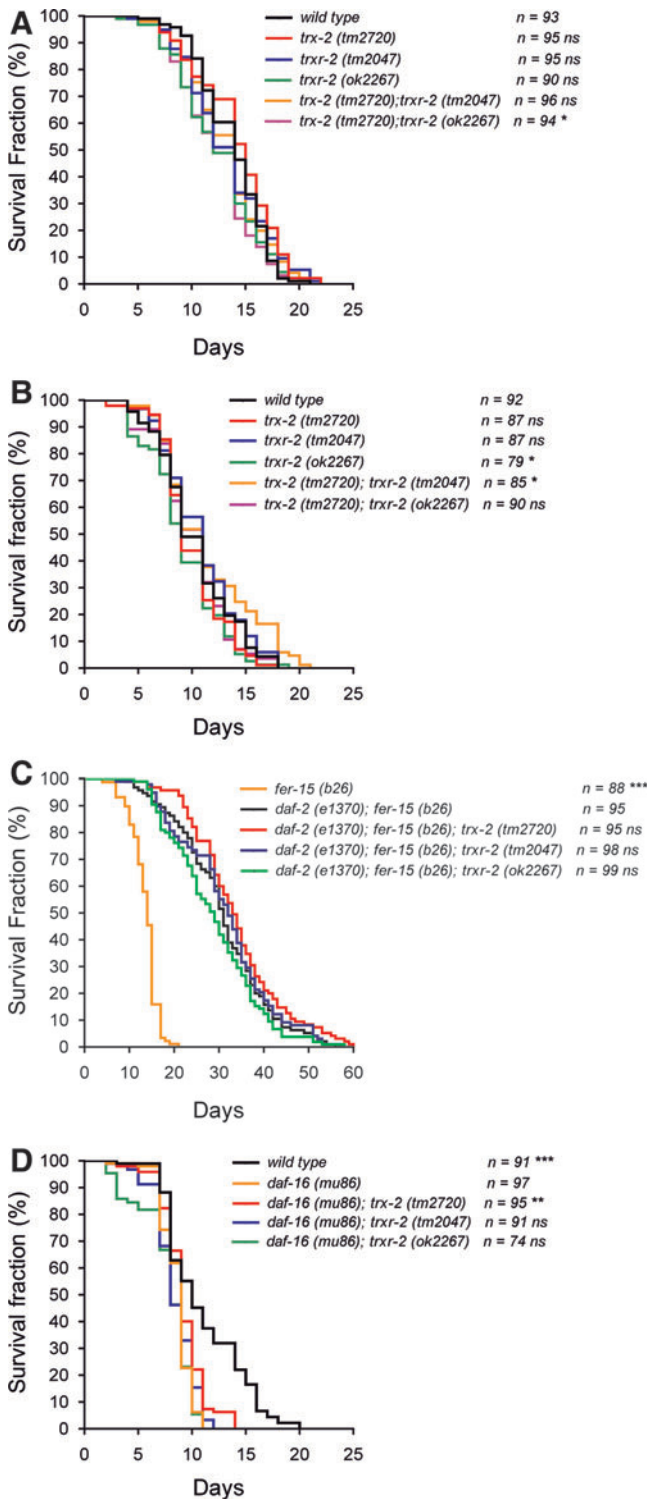 A
Survival Fraction (%)
100
90
80
70
60
50
40
30
20
10
0
0 5 10 15 20 25
Days
wild type n = 93
trx-2 (tm2720) n = 95 ns
trxr-2 (tm2047) n = 95 ns
trxr-2 (ok2267) n = 90 ns
trx-2 (tm2720);trxr-2 (tm2047) n = 96 ns
trx-2 (tm2720);trxr-2 (ok2267) n = 94 *
B
Survival fraction (%)
100
90
80
70
60
50
40
30
20
10
0
0 5 10 15 20 25
Days
wild type n = 92
trx-2 (tm2720) n = 87 ns
trxr-2 (tm2047) n = 87 ns
trxr-2 (ok2267) n = 79 *
trx-2 (tm2720); trxr-2 (tm2047) n = 85 *
trx-2 (tm2720); trxr-2 (ok2267) n = 90 ns
C
Survival Fraction (%)
100
90
80
70
60
50
40
30
20
10
0
0 10 20 30 40 50 60
Days
fer-15 (b26) n = 88 ***
daf-2 (e1370); fer-15 (b26) n = 95
daf-2 (e1370); fer-15 (b26); trx-2 (tm2720) n = 95 ns
daf-2 (e1370); fer-15 (b26); trxr-2 (tm2047) n = 98 ns
daf-2 (e1370); fer-15 (b26); trxr-2 (ok2267) n = 99 ns
D
Survival fraction (%)
100
90
80
70
60
50
40
30
20
10
0
0 5 10 15 20 25
Days
wild type n = 91 ***
daf-16 (mu86) n = 97
daf-16 (mu86); trx-2 (tm2720) n = 95 **
daf-16 (mu86); trxr-2 (tm2047) n = 91 ns
daf-16 (mu86); trxr-2 (ok2267) n = 74 ns